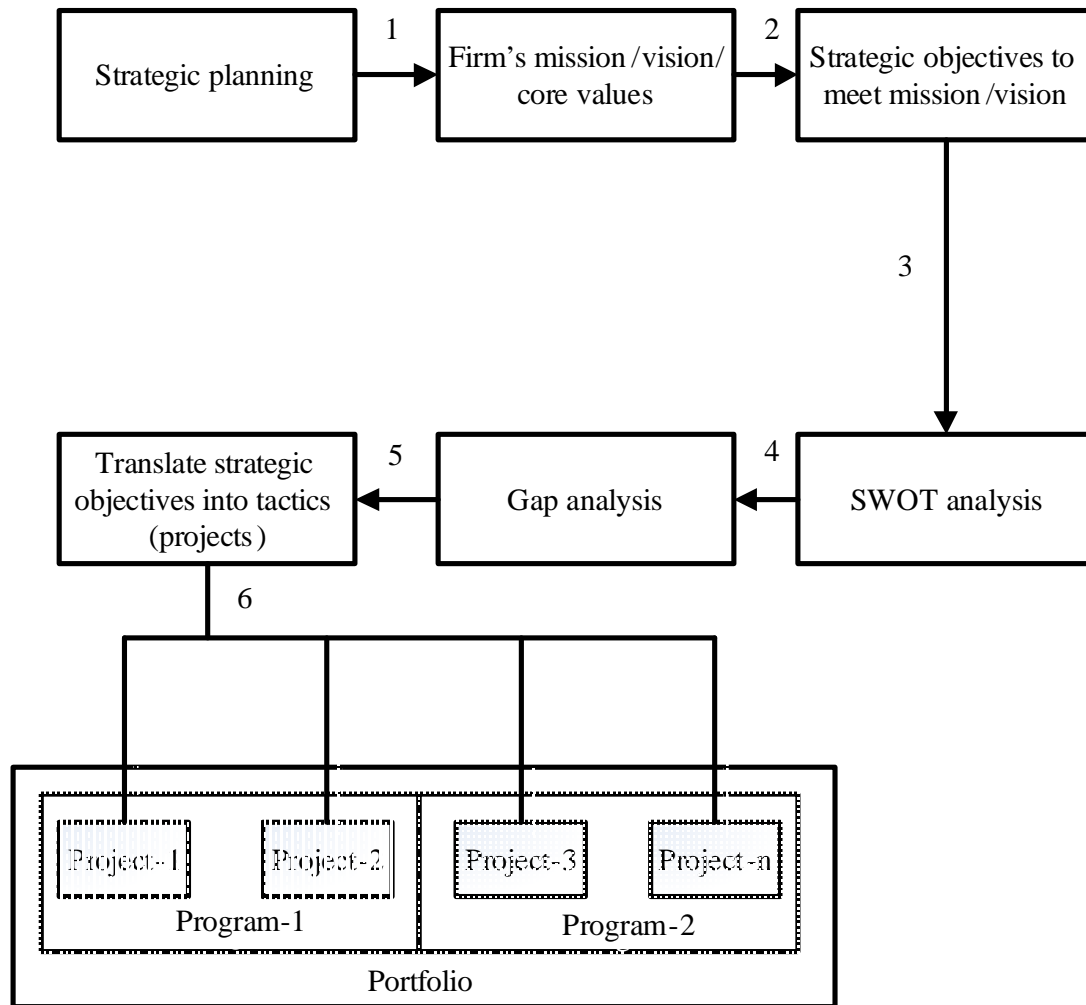 1
2
Strategic planning
Firm's mission /vision/
core values
Strategic objectives to
meet mission /vision
3
Translate strategic
objectives into tactics
(projects)
5
Gap analysis
4
SWOT analysis
6
Project-1
Project-2
Project-3
Project-n
Program-1
Program-2
Portfolio